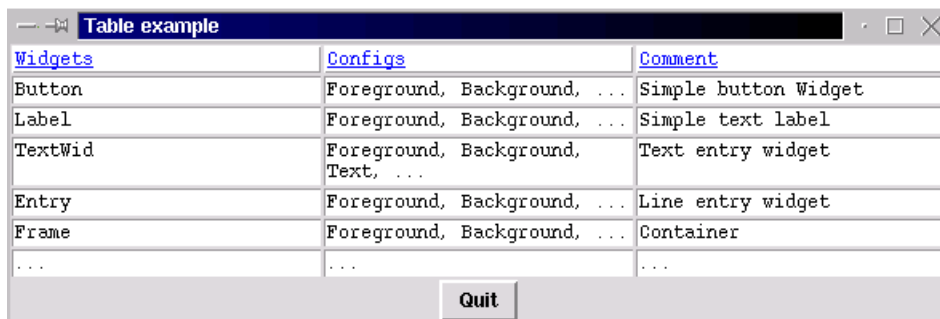 Table example
Widgets Configs Comment
Button Foreground, Background, ... Simple button Widget
Label Foreground, Background, ... Simple text label
TextWid Foreground, Background, Text entry widget
Text, ...
Entry Foreground, Background, ... Line entry widget
Frame Foreground, Background, ... Container
... ... ...
Quit